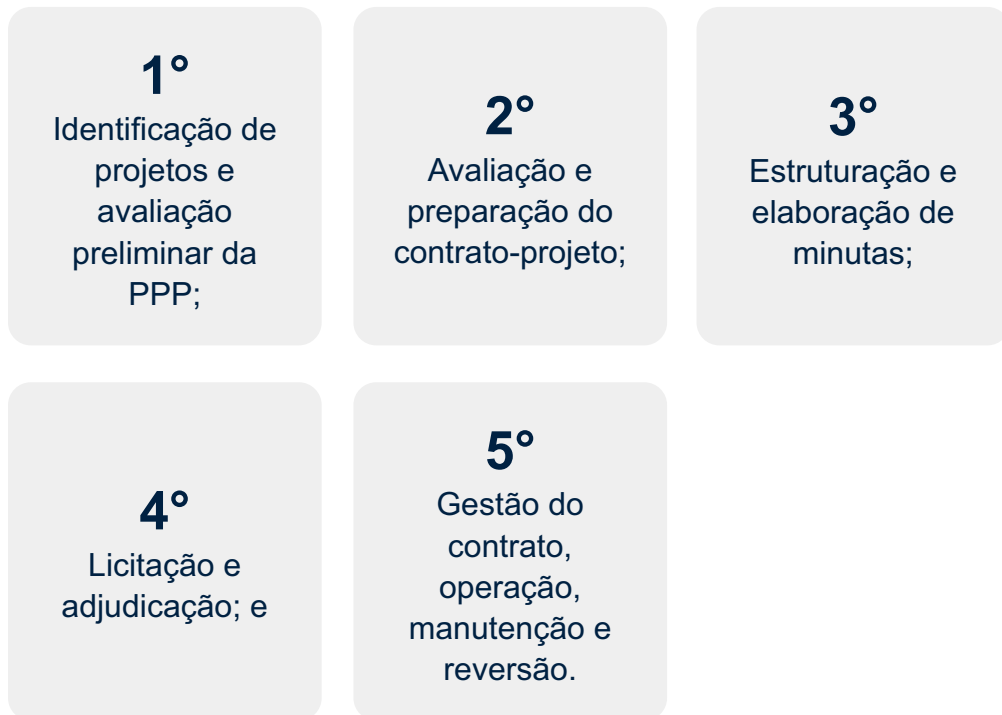 1°
Identificação de
projetos e
avaliação
preliminar da
PPP;
2°
Avaliação e
preparação do
contrato-projeto;
3°
Estruturação e
elaboração de
minutas;
4°
Licitação e
adjudicação; e
5°
Gestão do
contrato,
operação,
manutenção e
reversão.